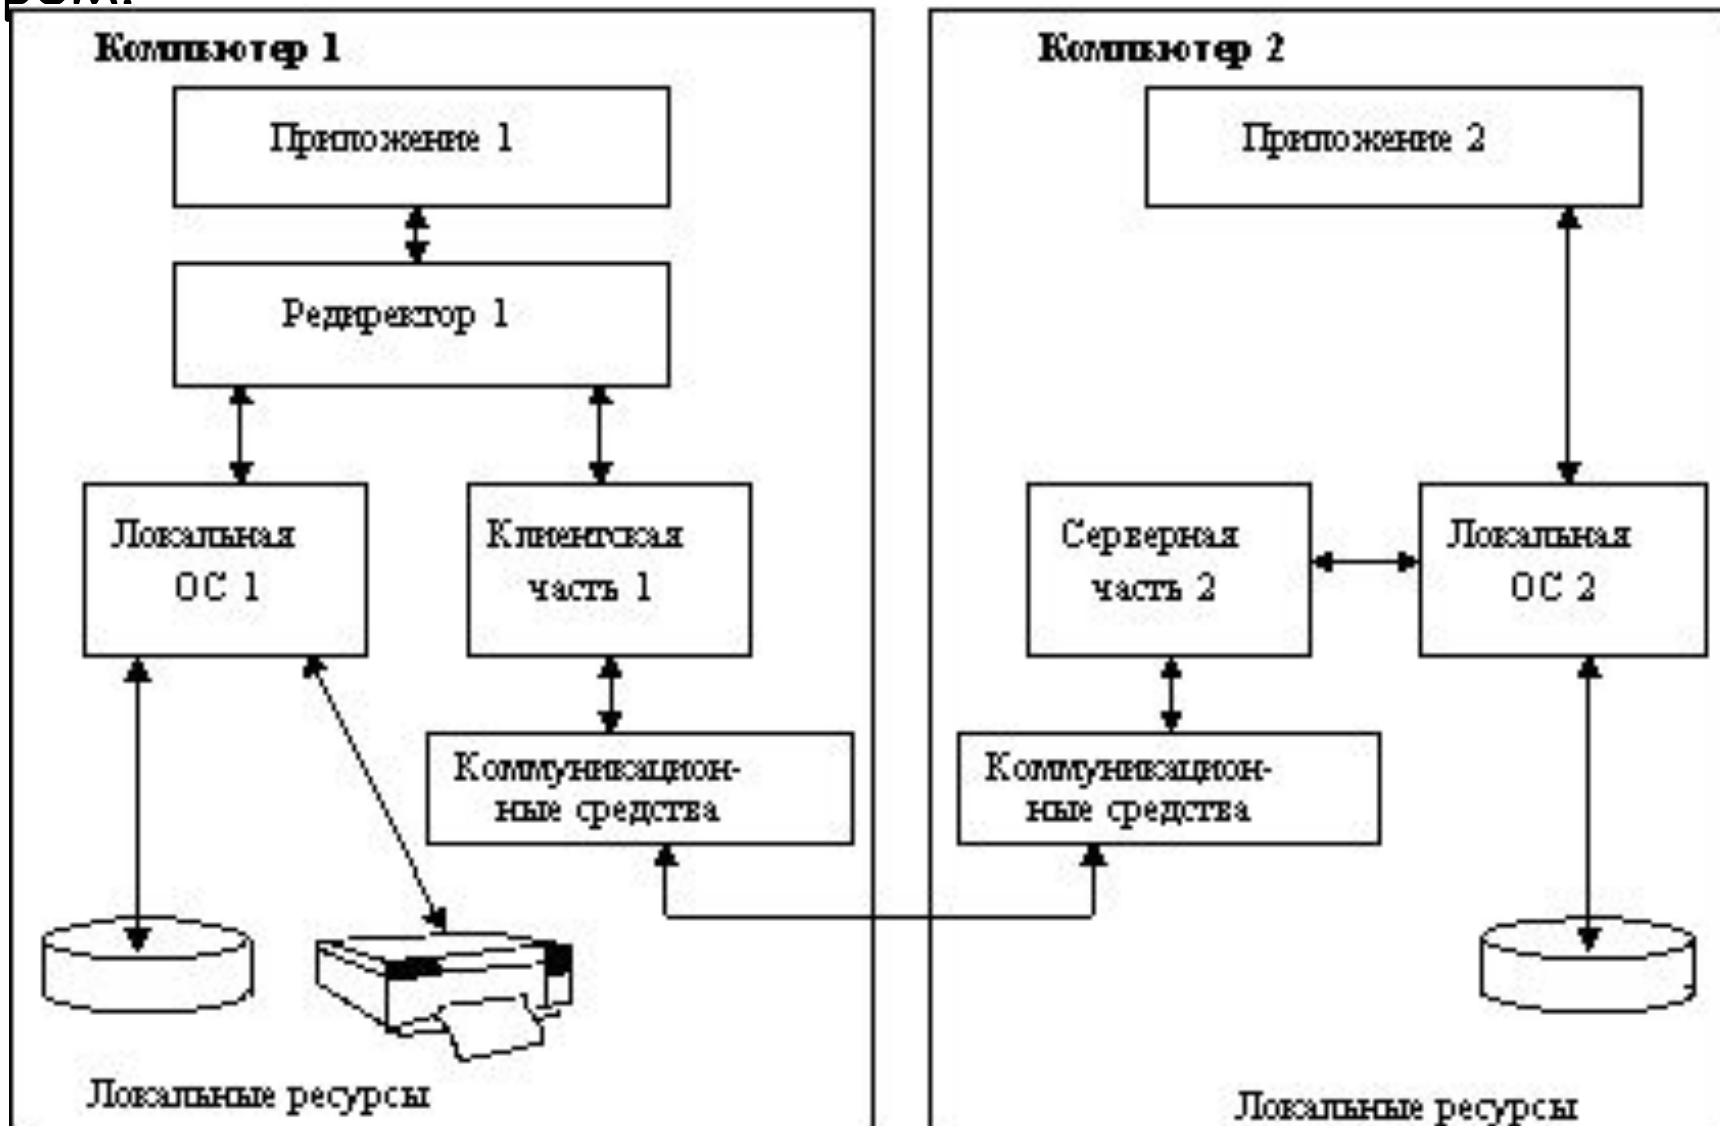 Компьютер 1
Приложение 1
Редиректор 1
Локальная
ОС 1
Клиентская
часть 1
Коммуникацион-
ные средства
Локальные ресурсы
Компьютер 2
Приложение 2
Серверная
часть 2
Локальная
ОС 2
Коммуникацион-
ные средства
Локальные ресурсы